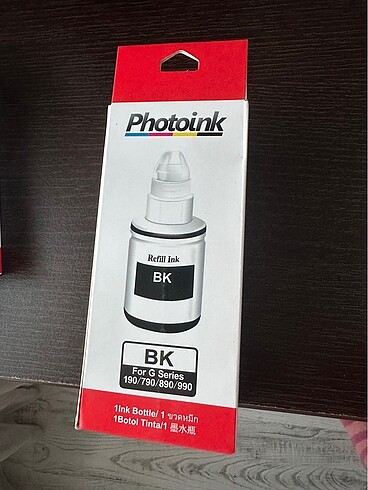 Photoink
Refill Ink
BK
BK
For G Series
190/790/890/990
1Ink Bottle/ 1 ขวดหมึก
1Botol Tinta/1 墨水瓶